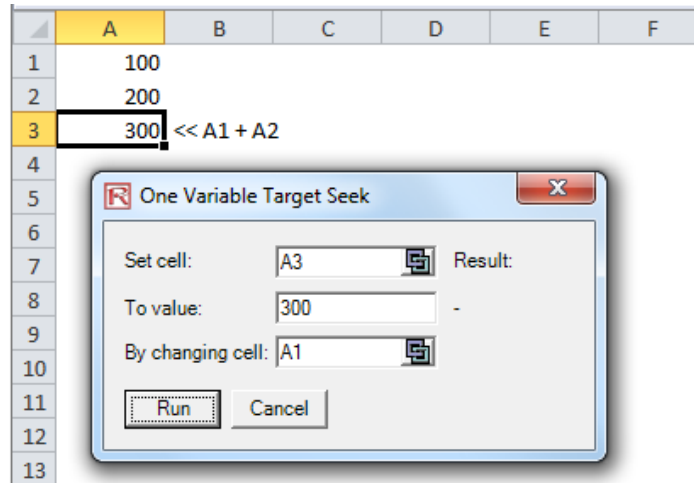 A B C D E F
1 100
2 200
3 300 << A1 + A2
4
5
6
7
8
9
10
11
12
13
R One Variable Target Seek X
Set cell: A3 Result:
To value: 300 -
By changing cell: A1
Run Cancel